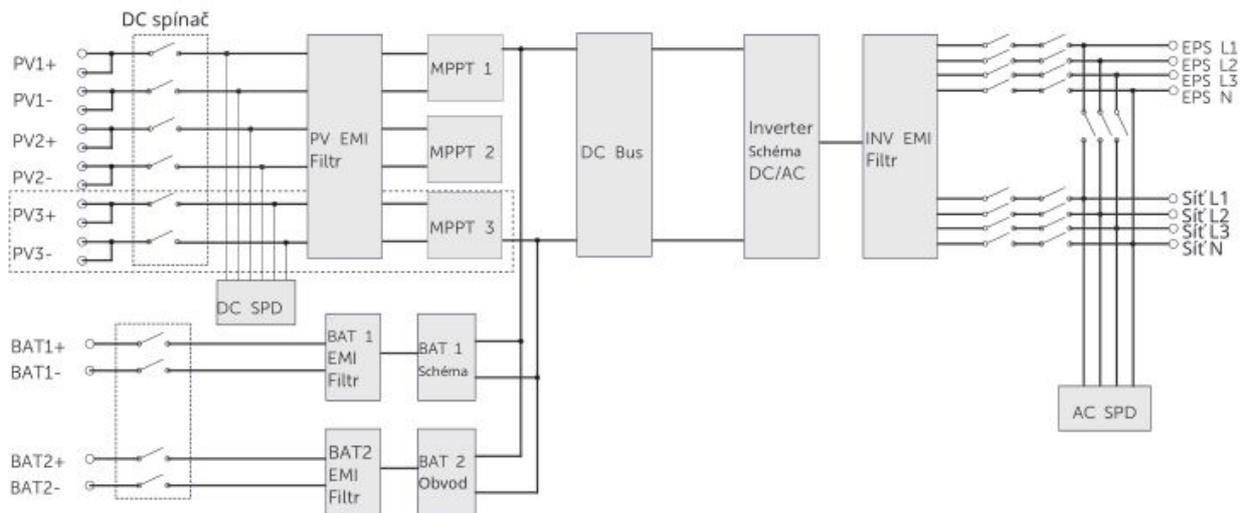 DC spínač
PV1+
PV1-
PV2+
PV2-
PV3+
PV3-
DC SPD
PV EMI
Filtr
MPPT 1
MPPT 2
MPPT 3
DC Bus
Inverter
Schéma
DC/AC
INV EMI
Filtr
EPS L1
EPS L2
EPS L3
EPS N
Síť L1
Síť L2
Síť L3
Síť N
AC SPD
BAT1+
BAT1-
BAT 1
EMI
Filtr
BAT 1
Schéma
BAT2+
BAT2-
BAT2
EMI
Filtr
BAT 2
Obvod